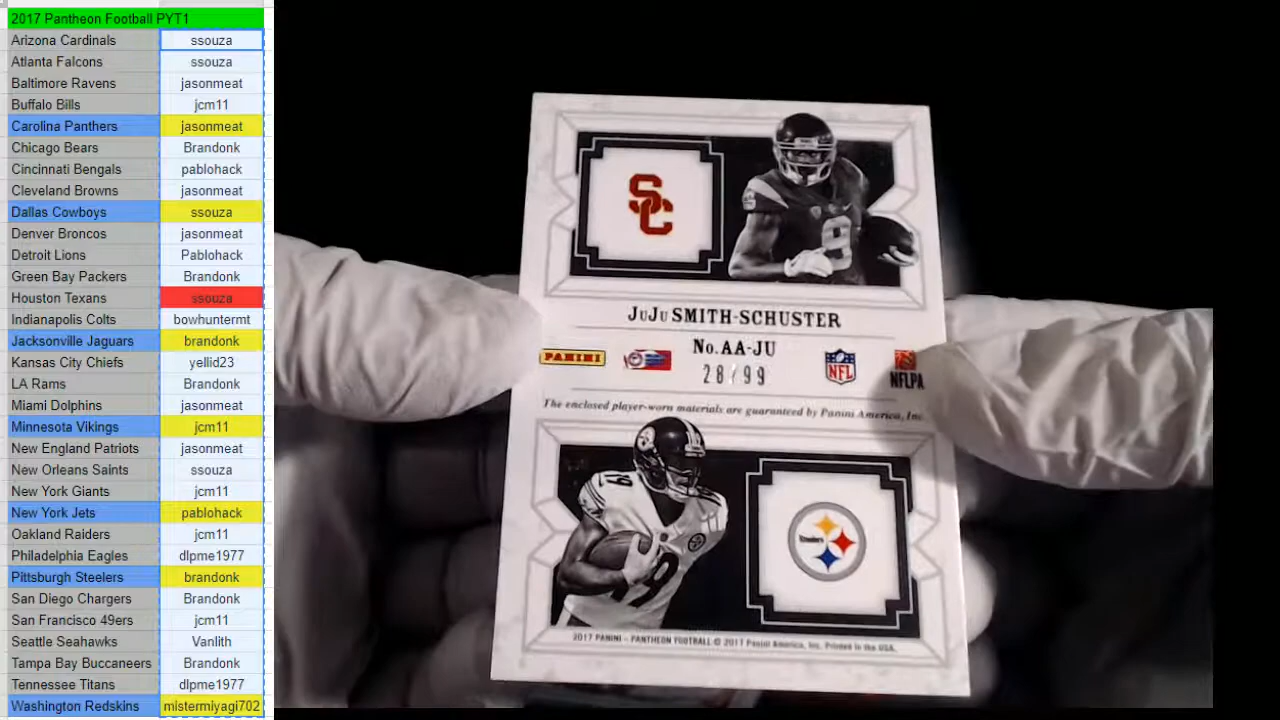 2017 Pantheon Football PYT1
Arizona Cardinals ssouza
Atlanta Falcons ssouza
Baltimore Ravens jasonmeat
Buffalo Bills jcm11
Carolina Panthers jasonmeat
Chicago Bears Brandonk
Cincinnati Bengals pablohack
Cleveland Browns jasonmeat
Dallas Cowboys ssouza
Denver Broncos jasonmeat
Detroit Lions Pablohack
Green Bay Packers Brandonk
Houston Texans ssouza
Indianapolis Colts bowhuntermt
Jacksonville Jaguars brandonk
Kansas City Chiefs yellid23
LA Rams Brandonk
Miami Dolphins jasonmeat
Minnesota Vikings jcm11
New England Patriots jasonmeat
New Orleans Saints ssouza
New York Giants jcm11
New York Jets pablohack
Oakland Raiders jcm11
Philadelphia Eagles dlpme1977
Pittsburgh Steelers brandonk
San Diego Chargers Brandonk
San Francisco 49ers jcm11
Seattle Seahawks Vanlith
Tampa Bay Buccaneers Brandonk
Tennessee Titans dlpme1977
Washington Redskins mistermiyagi702
SC
9
JuJu SMITH-SCHUSTER
No. AA-JU
PANINI
NFL
NFLPA
28/99
The enclosed player-worn materials are guaranteed by Panini America, Inc.
19
19
Steelers
2017 PANINI – PANTHEON FOOTBALL © 2017 Panini America, Inc. Printed in the USA.